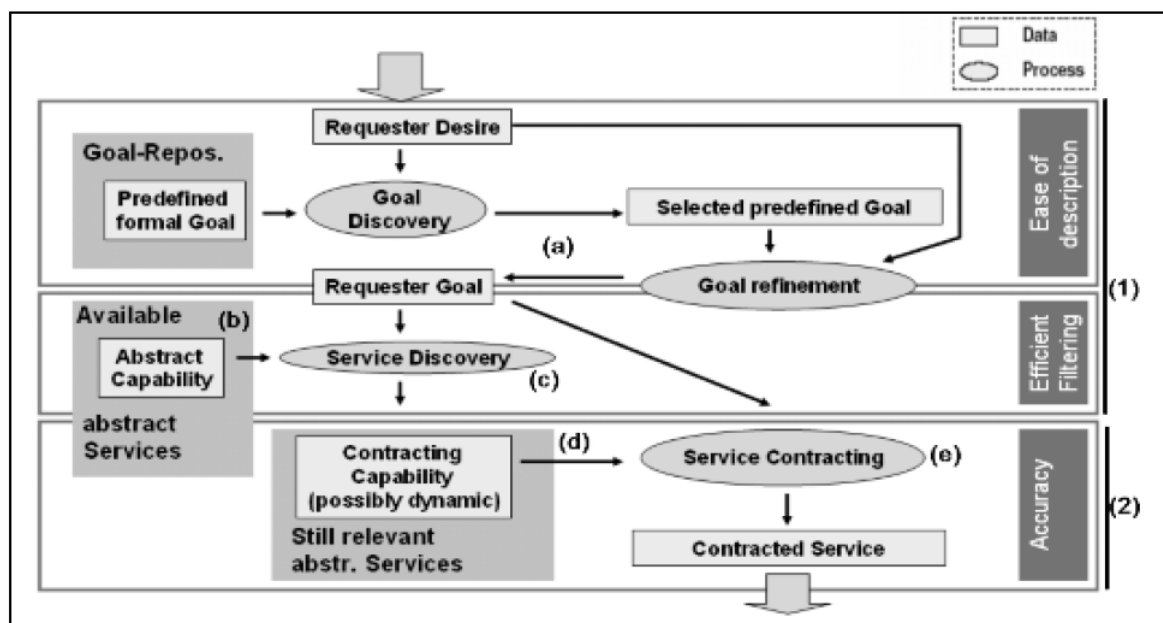 Data
Process
Requester Desire
Goal-Repos.
Predefined
formal Goal
Goal
Discovery
Selected predefined Goal
Ease of
description
(a)
Requester Goal
Goal refinement
(1)
Available
(b)
Abstract
Capability
Service Discovery
(c)
Efficient
Filtering
abstract
Services
Contracting
Capability
(possibly dynamic)
(d)
Service Contracting
(e)
Still relevant
abstr. Services
Contracted Service
Accuracy
(2)